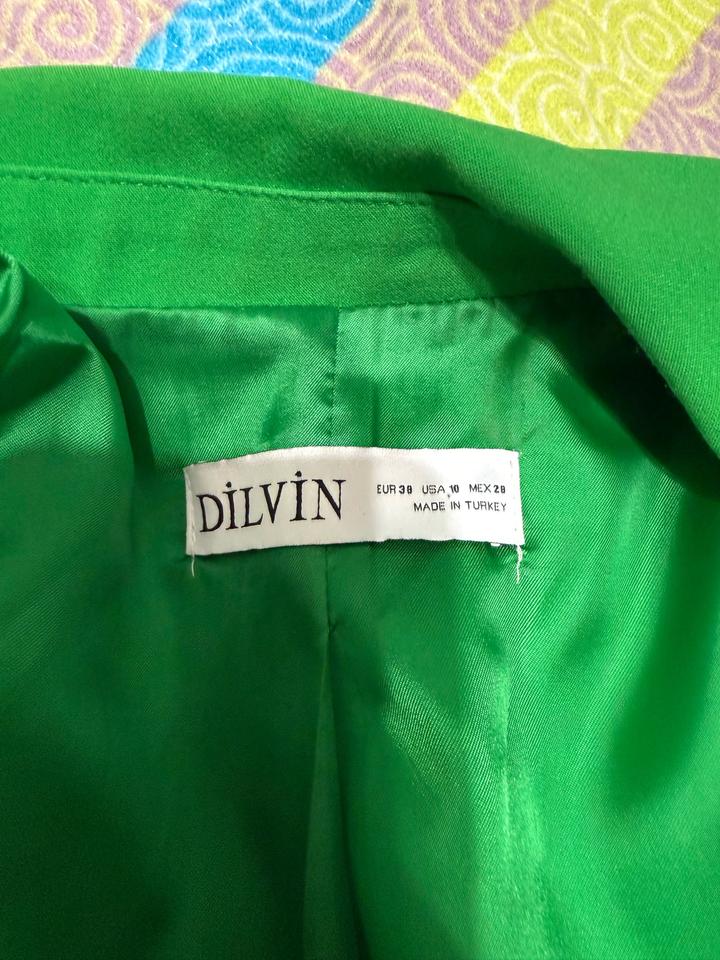 DİLVİN
EUR 38 USA 10 MEX 28
MADE IN TURKEY